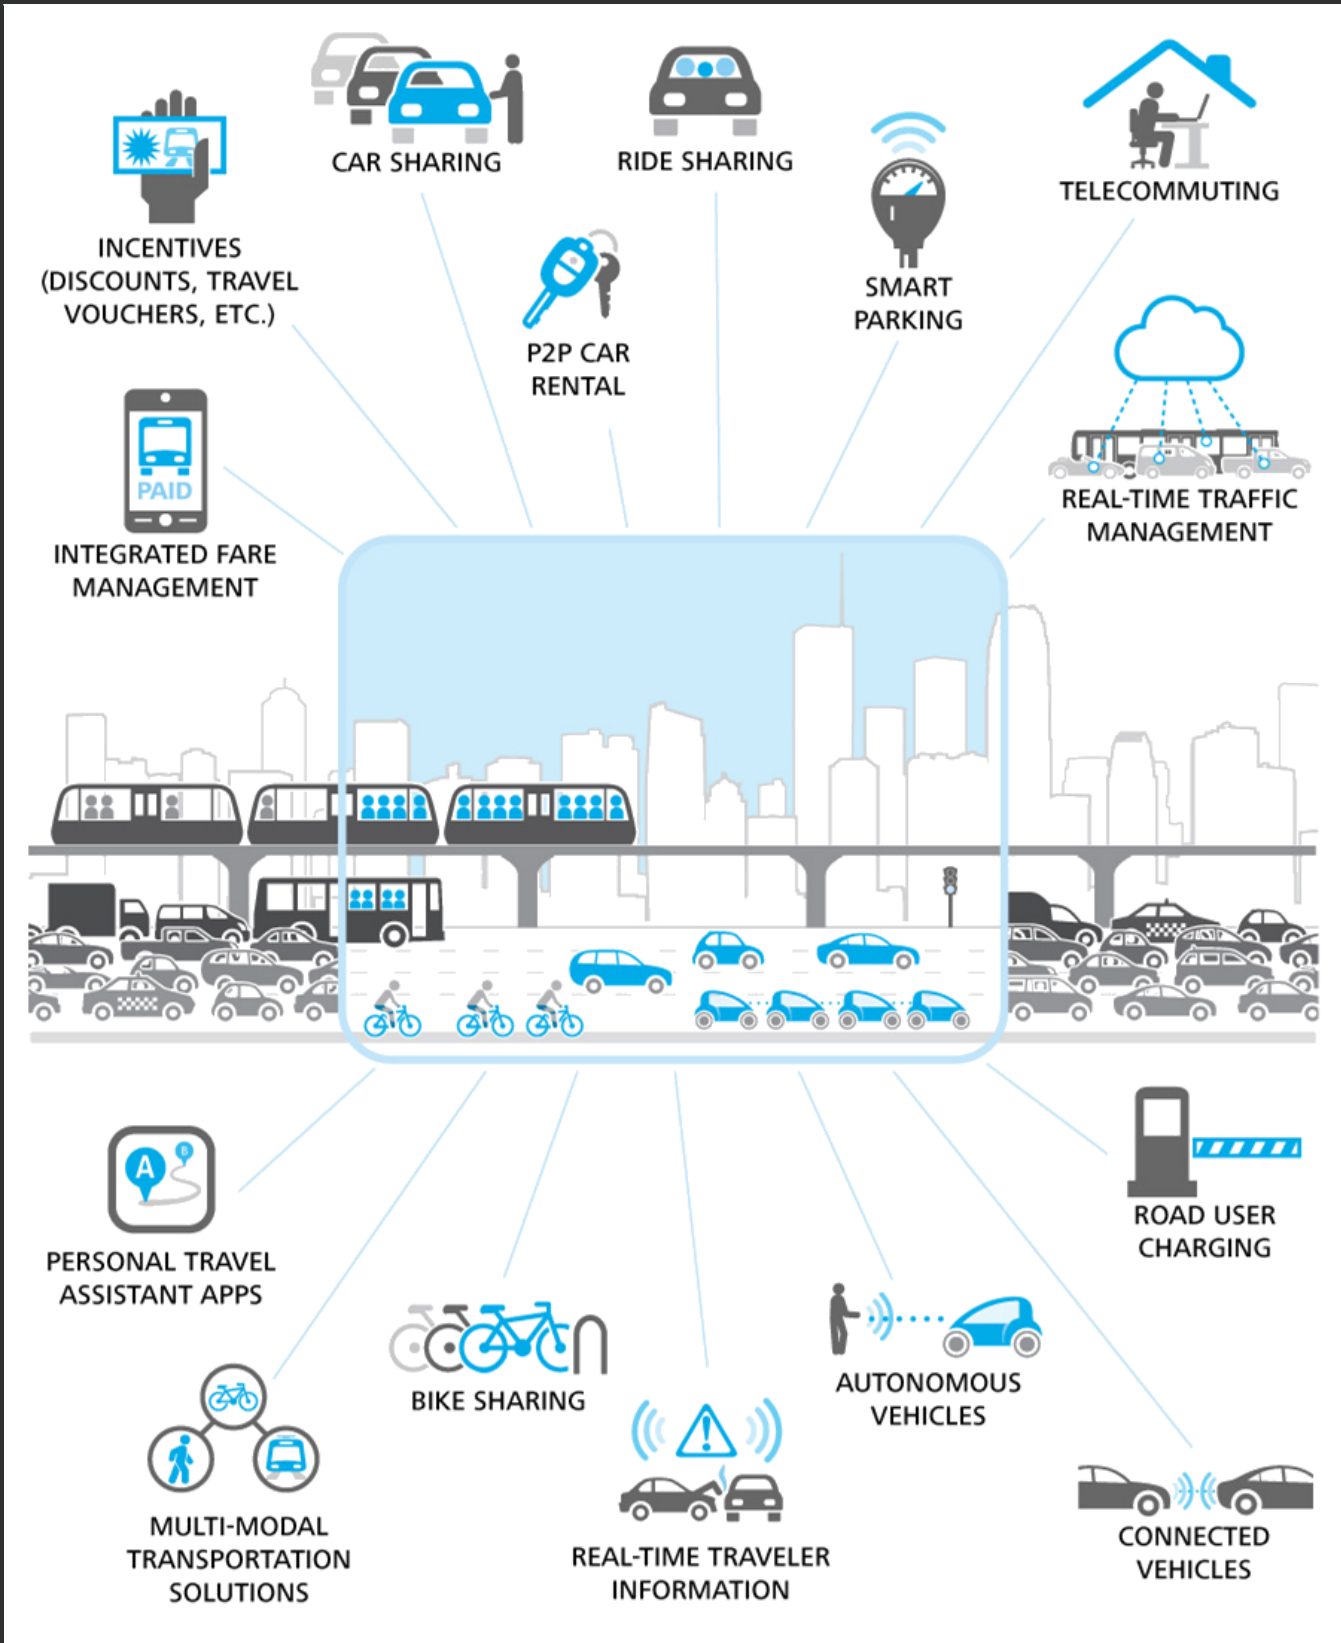 CAR SHARING
RIDE SHARING
TELECOMMUTING
INCENTIVES
(DISCOUNTS, TRAVEL
VOUCHERS, ETC.)
SMART
PARKING
P2P CAR
RENTAL
PAID
INTEGRATED FARE
MANAGEMENT
REAL-TIME TRAFFIC
MANAGEMENT
A
B
PERSONAL TRAVEL
ASSISTANT APPS
ROAD USER
CHARGING
BIKE SHARING
AUTONOMOUS
VEHICLES
MULTI-MODAL
TRANSPORTATION
SOLUTIONS
REAL-TIME TRAVELER
INFORMATION
CONNECTED
VEHICLES